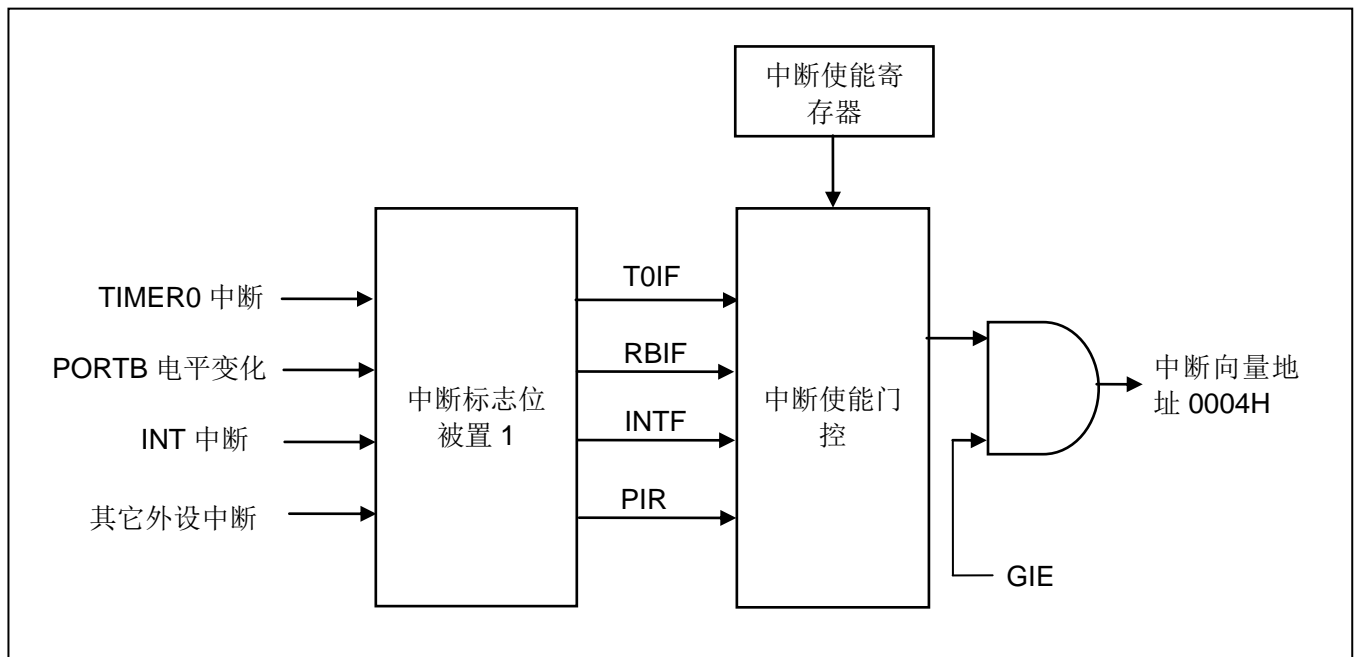 中断使能寄
存器
TIMER0 中断
PORTB 电平变化
INT 中断
其它外设中断
中断标志位
被置 1
T0IF
RBIF
INTF
PIR
中断使能门
控
GIE
中断向量地
址 0004H